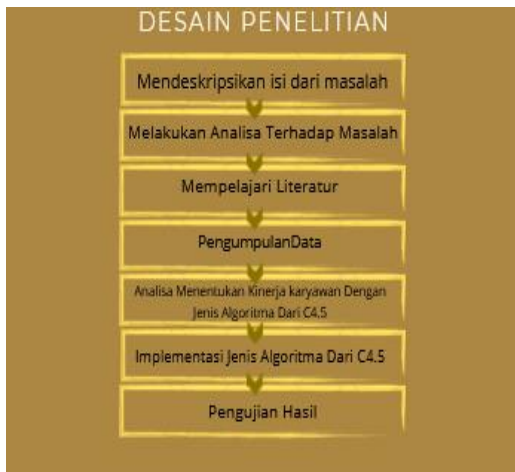 DESAIN PENELITIAN
Mendeskripsikan isi dari masalah
Melakukan Analisa Terhadap Masalah
Mempelajari Literatur
PengumpulanData
Analisa Menentukan Kinerja karyawan Dengan
Jenis Algoritma Dari C4.5
Implementasi Jenis Algoritma Dari C4.5
Pengujian Hasil